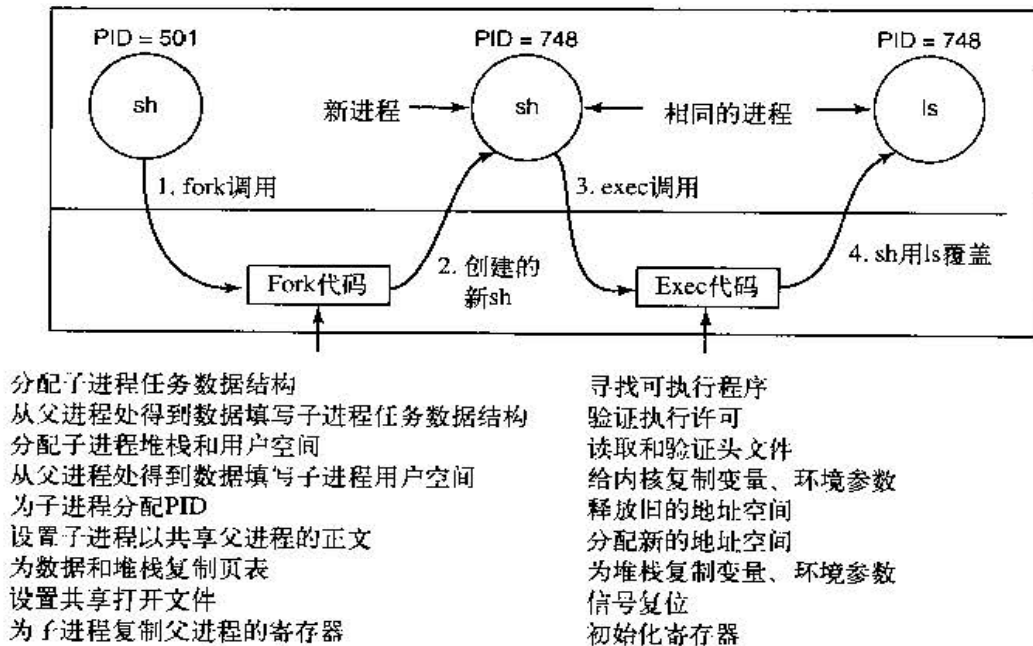 PID = 501
PID = 748
PID = 748
sh
新进程
sh
相同的进程
ls
1. fork调用
3. exec调用
Fork代码
2. 创建的
新sh
Exec代码
4. sh用ls覆盖
分配子进程任务数据结构
从父进程处得到数据填写子进程任务数据结构
分配子进程堆栈和用户空间
从父进程处得到数据填写子进程用户空间
为子进程分配PID
设置子进程以共享父进程的正文
为数据和堆栈复制页表
设置共享打开文件
为子进程复制父进程的寄存器
寻找可执行程序
验证执行许可
读取和验证头文件
给内核复制变量、环境参数
释放旧的地址空间
分配新的地址空间
为堆栈复制变量、环境参数
信号复位
初始化寄存器